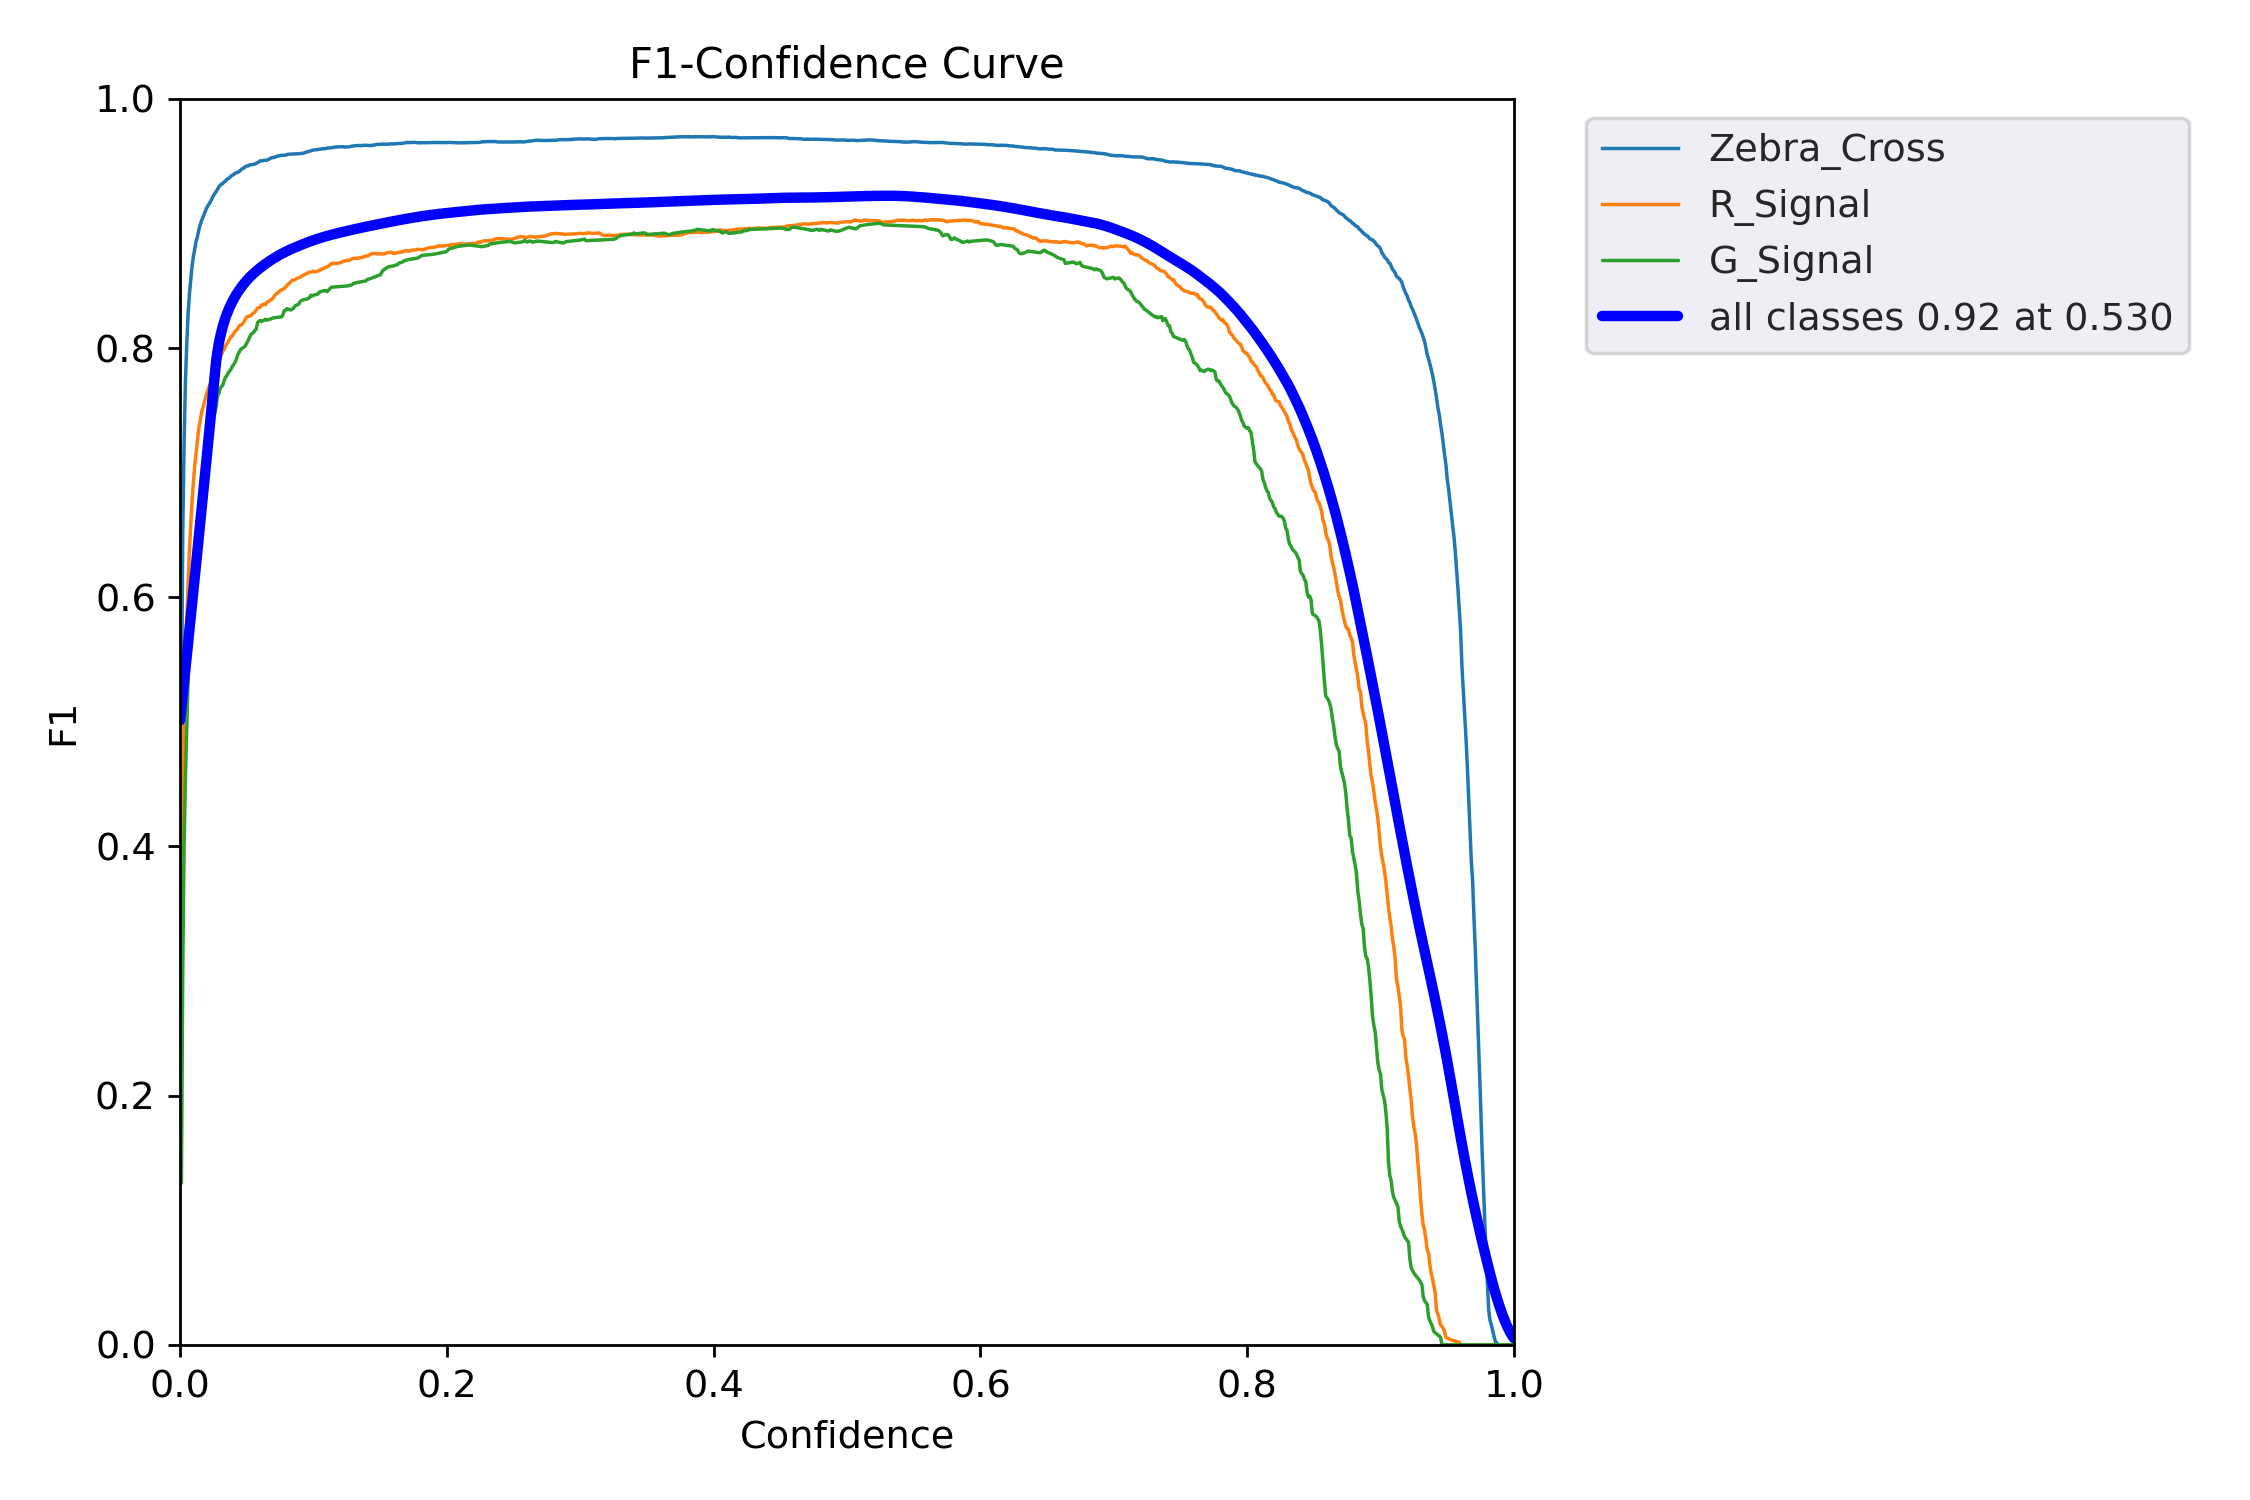 F1-Confidence Curve
1.0
0.8
0.6
0.4
0.2
0.0
F1
0.0 0.2 0.4 0.6 0.8 1.0
Confidence
Zebra_Cross
R_Signal
G_Signal
all classes 0.92 at 0.530